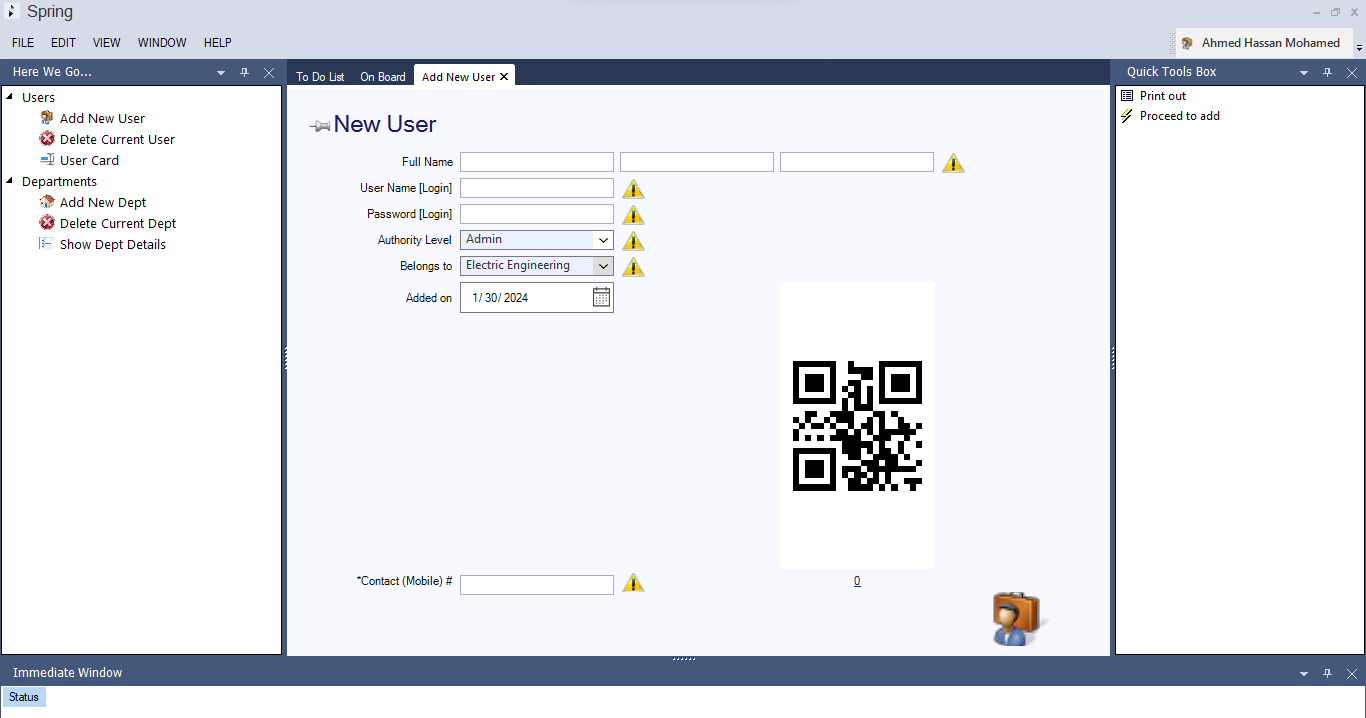 Spring
FILE EDIT VIEW WINDOW HELP
Ahmed Hassan Mohamed
Here We Go...
Users
Add New User
Delete Current User
User Card
Departments
Add New Dept
Delete Current Dept
Show Dept Details
To Do List On Board Add New User
New User
Full Name
User Name [Login]
Password [Login]
Authority Level Admin
Belongs to Electric Engineering
Added on 1/ 30/ 2024
*Contact (Mobile) #
0
Quick Tools Box
Print out
Proceed to add
Immediate Window
Status